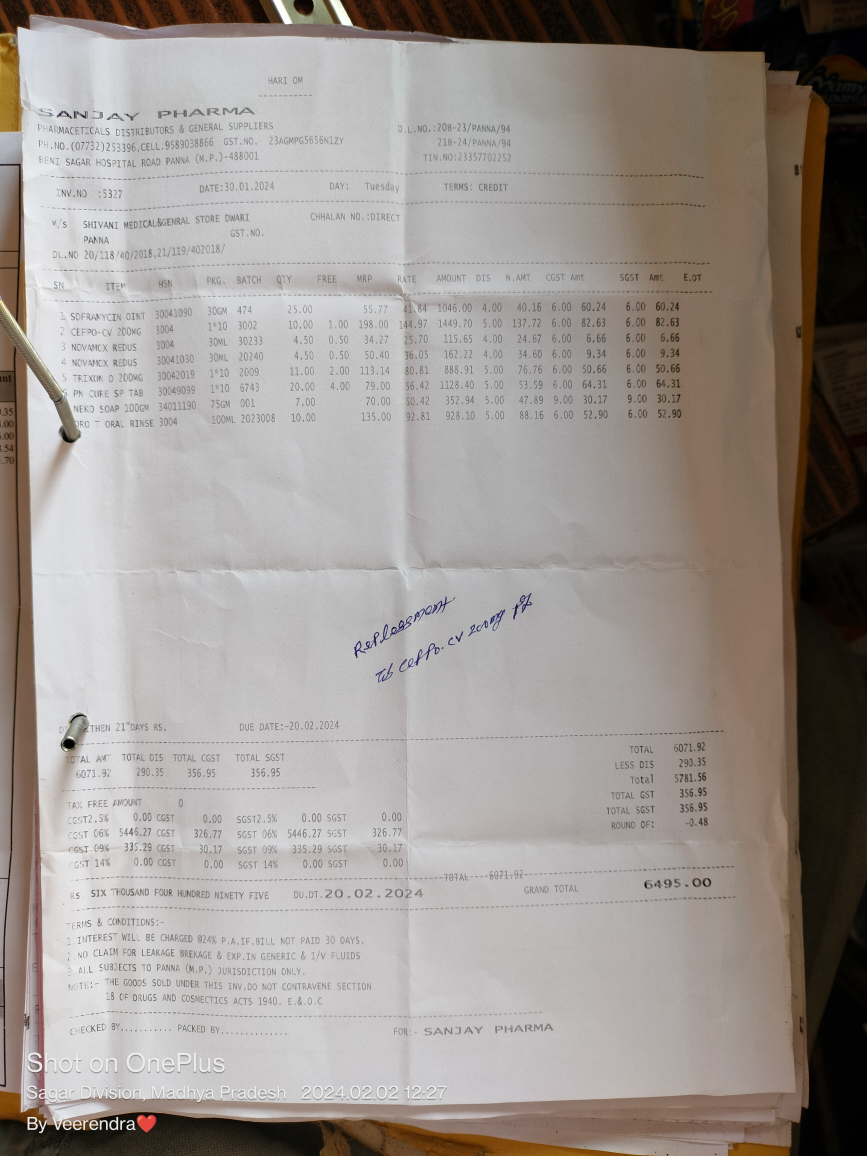 HARI OM
SANJAY PHARMA
PHARMACETICALS DISTRIBUTORS & GENERAL SUPPLIERS
D.L.NO.:20B-23/PANNA/94
PH.NO.(07732)253396,CELL.9589038866 GST.NO. 23AGMPG5656N1ZY
21B-24/PANNA/94
BENI SAGAR HOSPITAL ROAD PANNA (M.P.)-488001
TIN.NO:23357702252
INV.NO :5327 DATE:30.01.2024 DAY: Tuesday TERMS: CREDIT
M/s SHIVANI MEDICAL&GENRAL STORE DWARI CHHALAN NO.:DIRECT
PANNA GST.NO.
DL.NO 20/118/40/2018,21/119/402018/
SN ITEM HSN PKG. BATCH QTY FREE MRP RATE AMOUNT DIS N.AMT CGST Amt SGST Amt E.DT
1 SOFRAMYCIN OINT 30041090 30GM 474 25.00 55.77 41.84 1046.00 4.00 40.16 6.00 60.24 6.00 60.24
2 CEFPO-CV 200MG 3004 1*10 3002 10.00 1.00 198.00 144.97 1449.70 5.00 137.72 6.00 82.63 6.00 82.63
3 NOVAMOX REDUS 3004 30ML 30233 4.50 0.50 34.27 25.70 115.65 4.00 24.67 6.00 6.66 6.00 6.66
4 NOVAMOX REDUS 30041030 30ML 20240 4.50 0.50 50.40 36.05 162.22 4.00 34.60 6.00 9.34 6.00 9.34
5 TRIXON O 200MG 30042019 1*10 2009 11.00 2.00 113.14 80.81 888.91 5.00 76.76 6.00 50.66 6.00 50.66
PN CURE SP TAB 30049099 1*10 6743 20.00 4.00 79.00 56.42 1128.40 5.00 53.59 6.00 64.31 6.00 64.31
NEKO SOAP 100GM 34011190 75GM 001 7.00 70.00 50.42 352.94 5.00 47.89 9.00 30.17 9.00 30.17
ORAL RINSE 3004 100ML 2023008 10.00 135.00 92.81 928.10 5.00 88.16 6.00 52.90 6.00 52.90
Replessment
Tab Cefpo.cv 200mg
THEN 21 DAYS RS. DUE DATE:-20.02.2024
TOTAL AMT TOTAL DIS TOTAL CGST TOTAL SGST
6071.92 290.35 356.95 356.95
TOTAL 6071.92
LESS DIS 290.35
Total 5781.56
TOTAL GST 356.95
TOTAL SGST 356.95
ROUND OF: -0.48
TAX FREE AMOUNT 0
CGST2.5% 0.00 CGST 0.00 SGST2.5% 0.00 SGST 0.00
CGST 06% 5446.27 CGST 326.77 SGST 06% 5446.27 SGST 326.77
CGST 09% 335.29 CGST 30.17 SGST 09% 335.29 SGST 30.17
CGST 14% 0.00 CGST 0.00 SGST 14% 0.00 SGST 0.00
TOTAL 6071.92
RS SIX THOUSAND FOUR HUNDRED NINETY FIVE DU.DT.20.02.2024 GRAND TOTAL 6495.00
TERMS & CONDITIONS:-
1 INTEREST WILL BE CHARGED @24% P.A.IF.BILL NOT PAID 30 DAYS.
2.NO CLAIM FOR LEAKAGE BREKAGE & EXP.IN GENERIC & I/V FLUIDS
3 ALL SUBJECTS TO PANNA (M.P.) JURISDICTION ONLY.
NOTE:- THE GOODS SOLD UNDER THIS INV.DO NOT CONTRAVENE SECTION
18 OF DRUGS AND COSMECTICS ACTS 1940. E.&.O.C
CHECKED BY........... PACKED BY.............. FOR:- SANJAY PHARMA
Shot on OnePlus
Sagar Division, Madhya Pradesh 2024.02.02 12:27
By Veerendra❤️